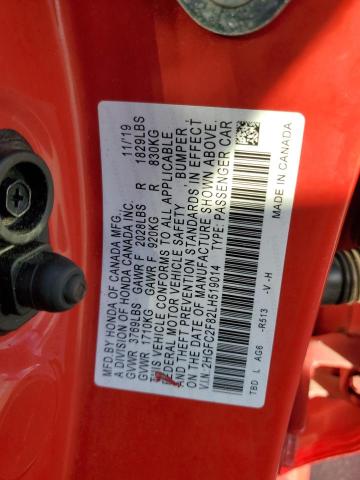 MFD BY HONDA OF CANADA MFG. 11/19
A DIVISION OF HONDA CANADA INC.
GVWR 3769LBS GAWR F 2028LBS R 1829LBS
GVWR 1710KG GAWR F 920KG R 830KG
THIS VEHICLE CONFORMS TO ALL APPLICABLE
FEDERAL MOTOR VEHICLE SAFETY BUMPER,
AND THEFT PREVENTION STANDARDS IN EFFECT
ON THE DATE OF MANUFACTURE SHOWN ABOVE.
V.I.N. 2HGFC2F82LH519014 TYPE: PASSENGER CAR
TBD L AG6 -R513 -V-H
MADE IN CANADA